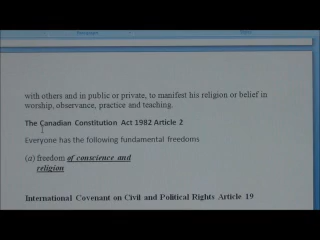 with others and in public or private, to manifest his religion or belief in
worship, observance, practice and teaching.
The Canadian Constitution Act 1982 Article 2
Everyone has the following fundamental freedoms
(a) freedom of conscience and
religion
International Covenant on Civil and Political Rights Article 19